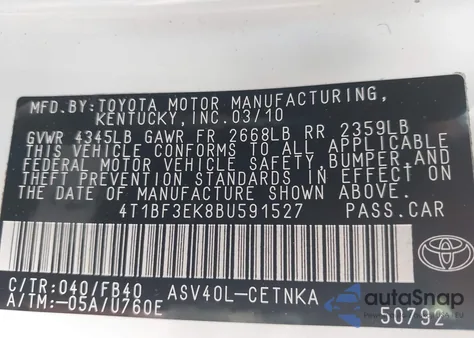 MFD.BY:TOYOTA MOTOR MANUFACTURING,
KENTUCKY, INC.03/10
GVWR 4345LB GAWR FR 2668LB RR 2359LB
THIS VEHICLE CONFORMS TO ALL APPLICABLE
FEDERAL MOTOR VEHICLE SAFETY,BUMPER,AND
THEFT PREVENTION STANDARDS IN EFFECT ON
THE DATE OF MANUFACTURE SHOWN ABOVE.
4T1BF3EK8BU591527 PASS.CAR
C/TR:040/FB40 ASV40L-CETNKA
A/TM:-05A/U760E 50792
TOYOTA
autoSnap